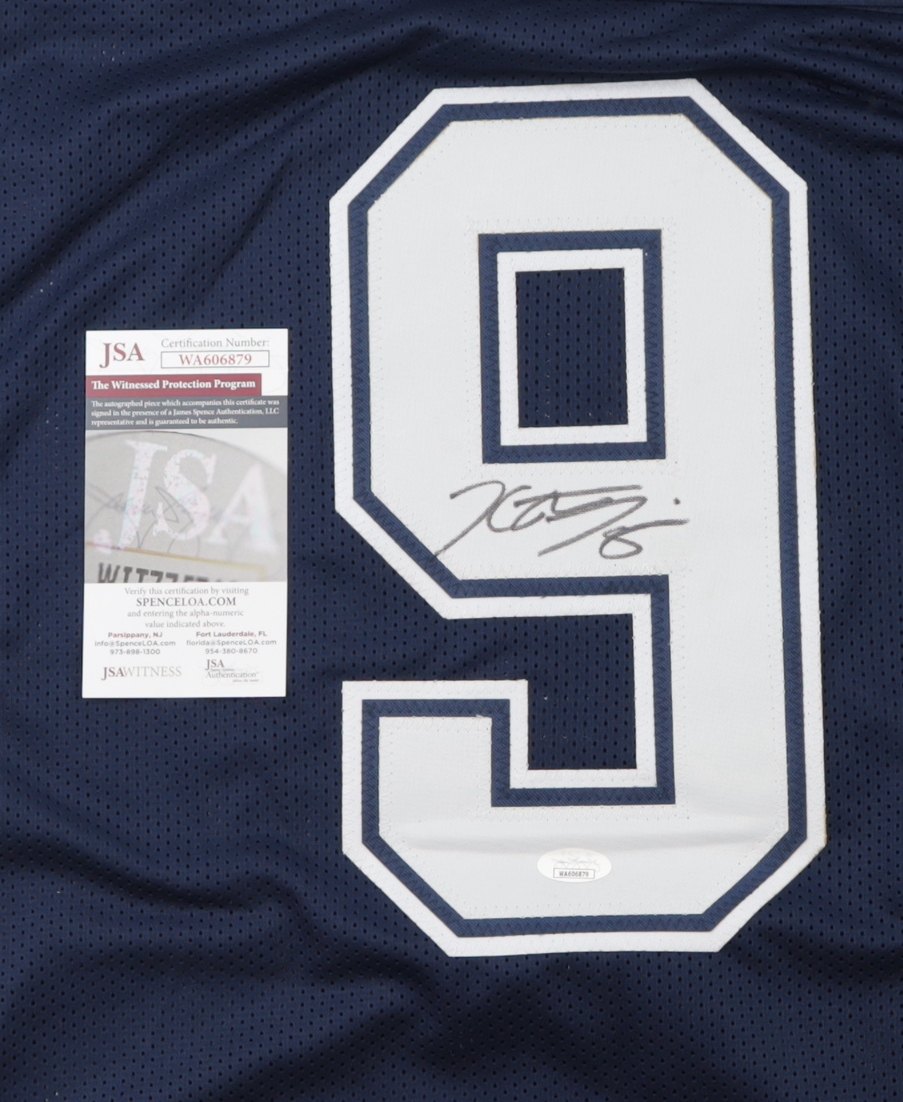 9
JSA
Certification Number:
WA606879
The Witnessed Protection Program
The autographed piece which accompanies this certificate was
signed in the presence of a James Spence Authentication, LLC
representative and is guaranteed to be authentic.
JSA
Verify this certification by visiting
SPENCELOA.COM
and entering the alpha-numeric
value indicated above.
Parsippany, NJ
info@SpenceLOA.com
973-898-1300
Fort Lauderdale, FL
florida@SpenceLOA.com
954-380-8670
JSAWITNESS
JSA
Authentication
WA606879